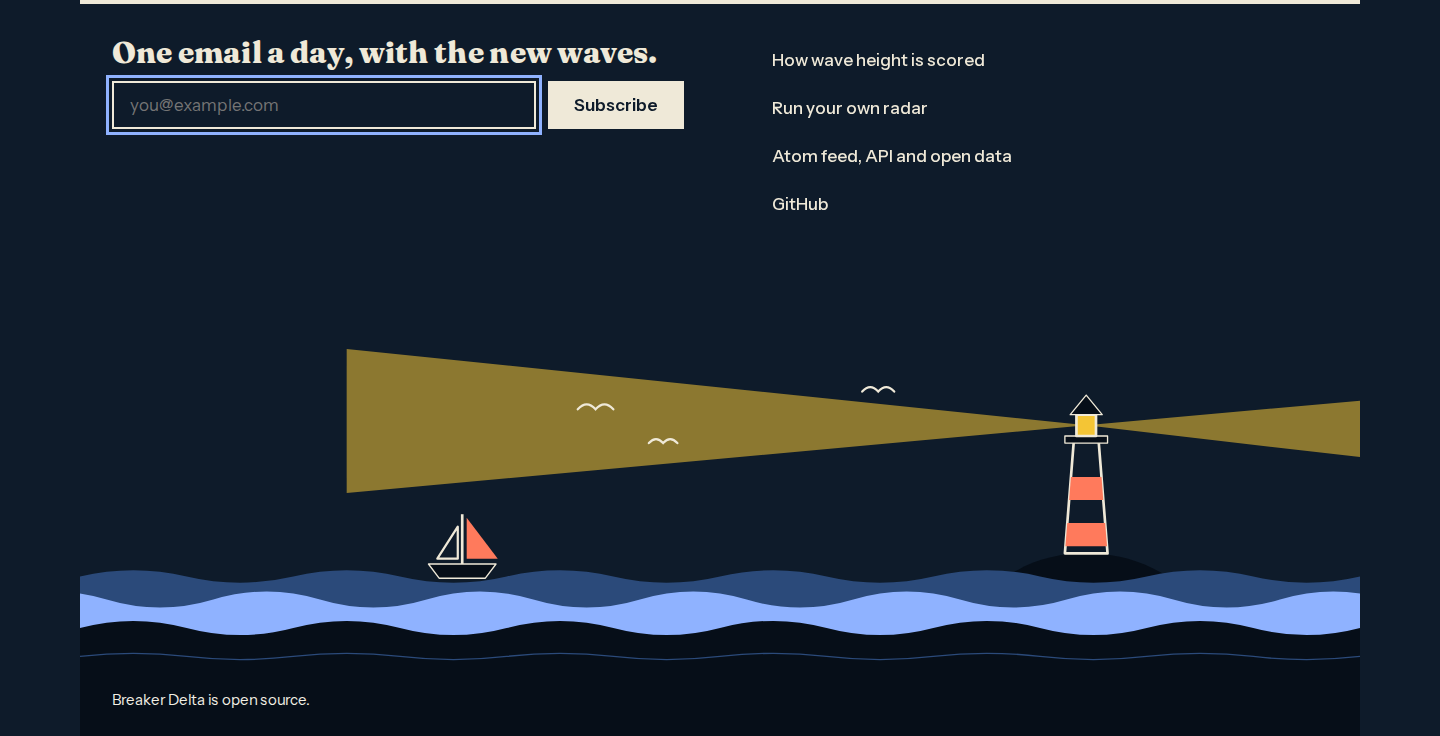 One email a day, with the new waves.
you@example.com
Subscribe
How wave height is scored
Run your own radar
Atom feed, API and open data
GitHub
Breaker Delta is open source.